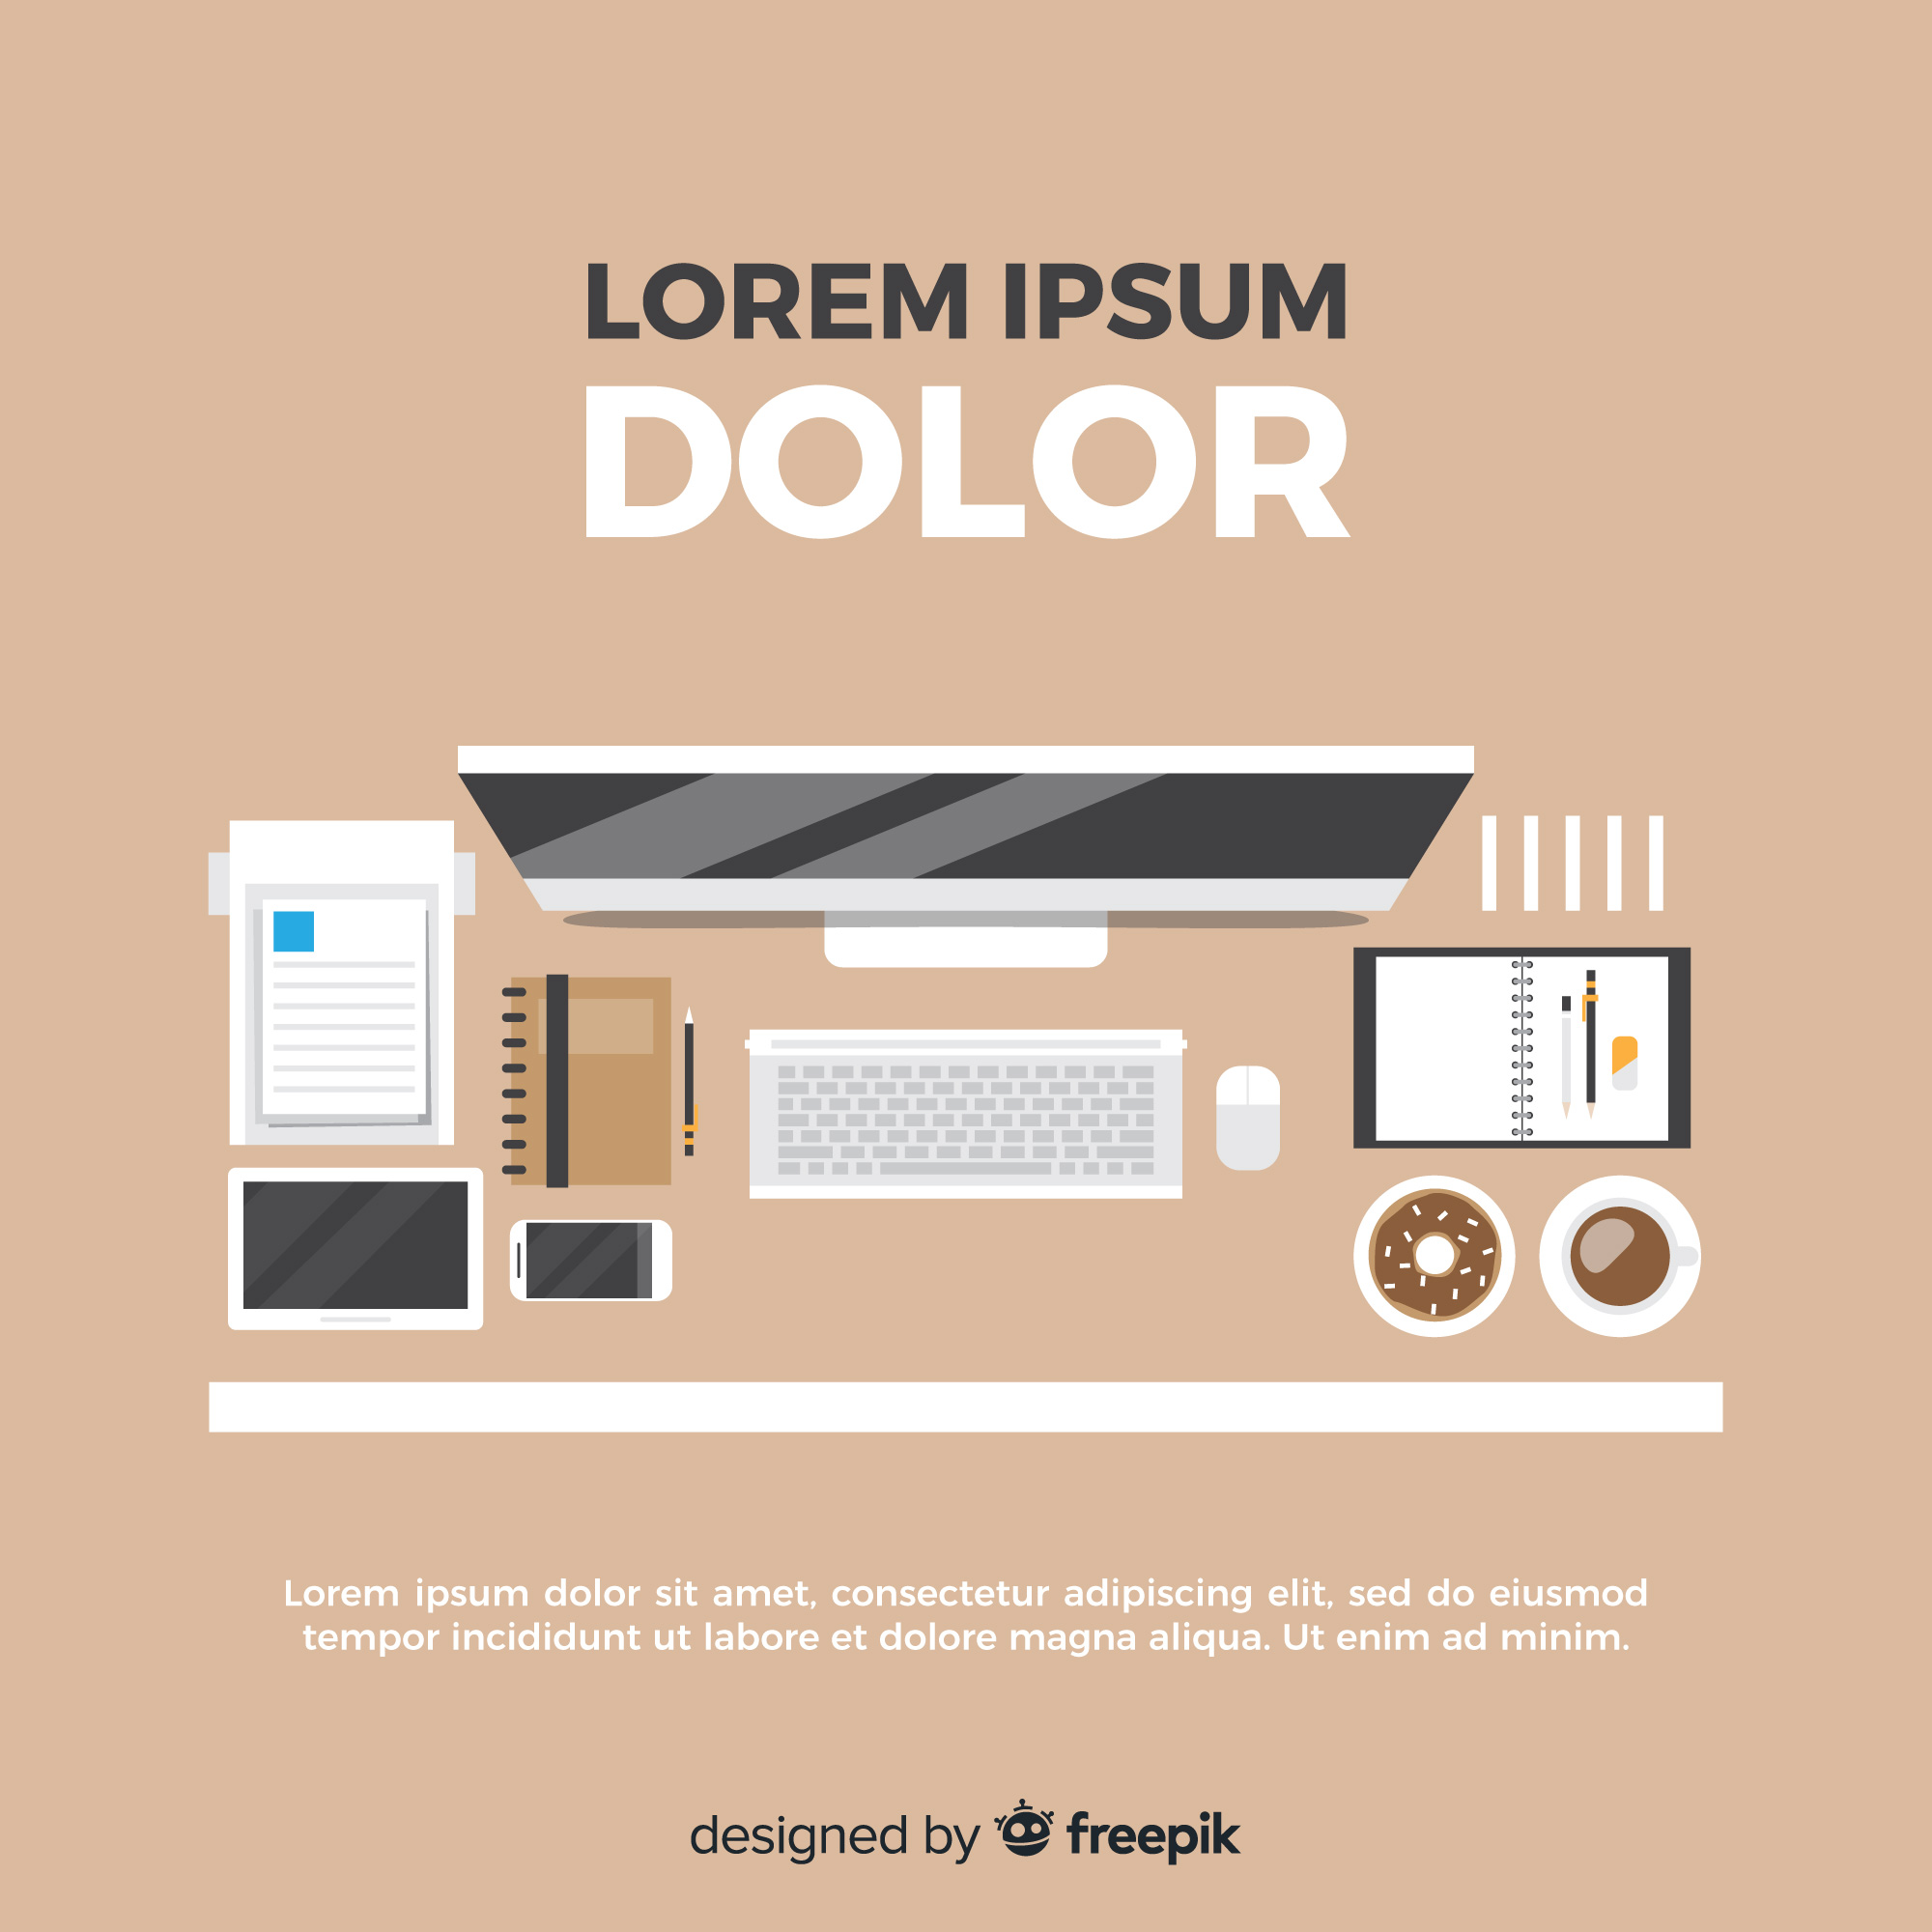 LOREM IPSUM
DOLOR
Lorem ipsum dolor sit amet, consectetur adipiscing elit, sed do eiusmod
tempor incididunt ut labore et dolore magna aliqua. Ut enim ad minim.
designed by freepik